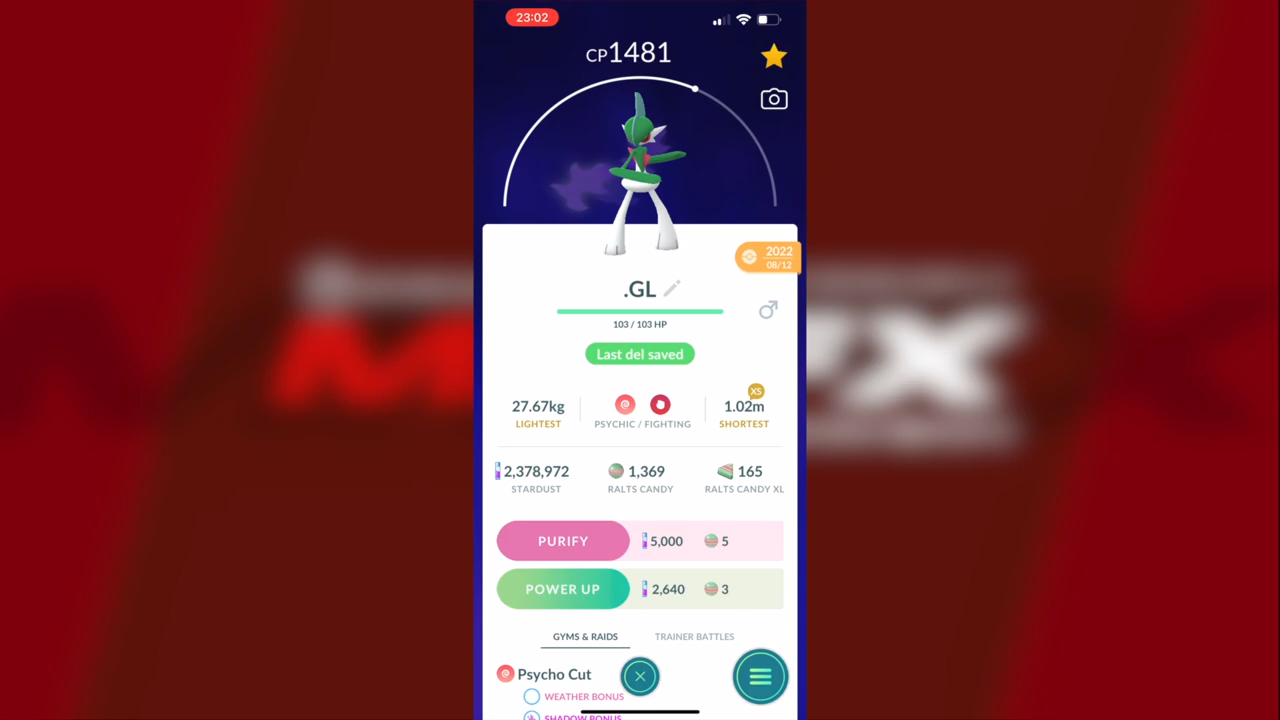 23:02
CP1481
2022
08/12
.GL
103 / 103 HP
Last del saved
XS
27.67kg
1.02m
LIGHTEST
PSYCHIC / FIGHTING
SHORTEST
2,378,972
1,369
165
STARDUST
RALTS CANDY
RALTS CANDY XL
PURIFY
5,000
5
POWER UP
2,640
3
GYMS & RAIDS
TRAINER BATTLES
Psycho Cut
WEATHER BONUS
SHADOW BONUS